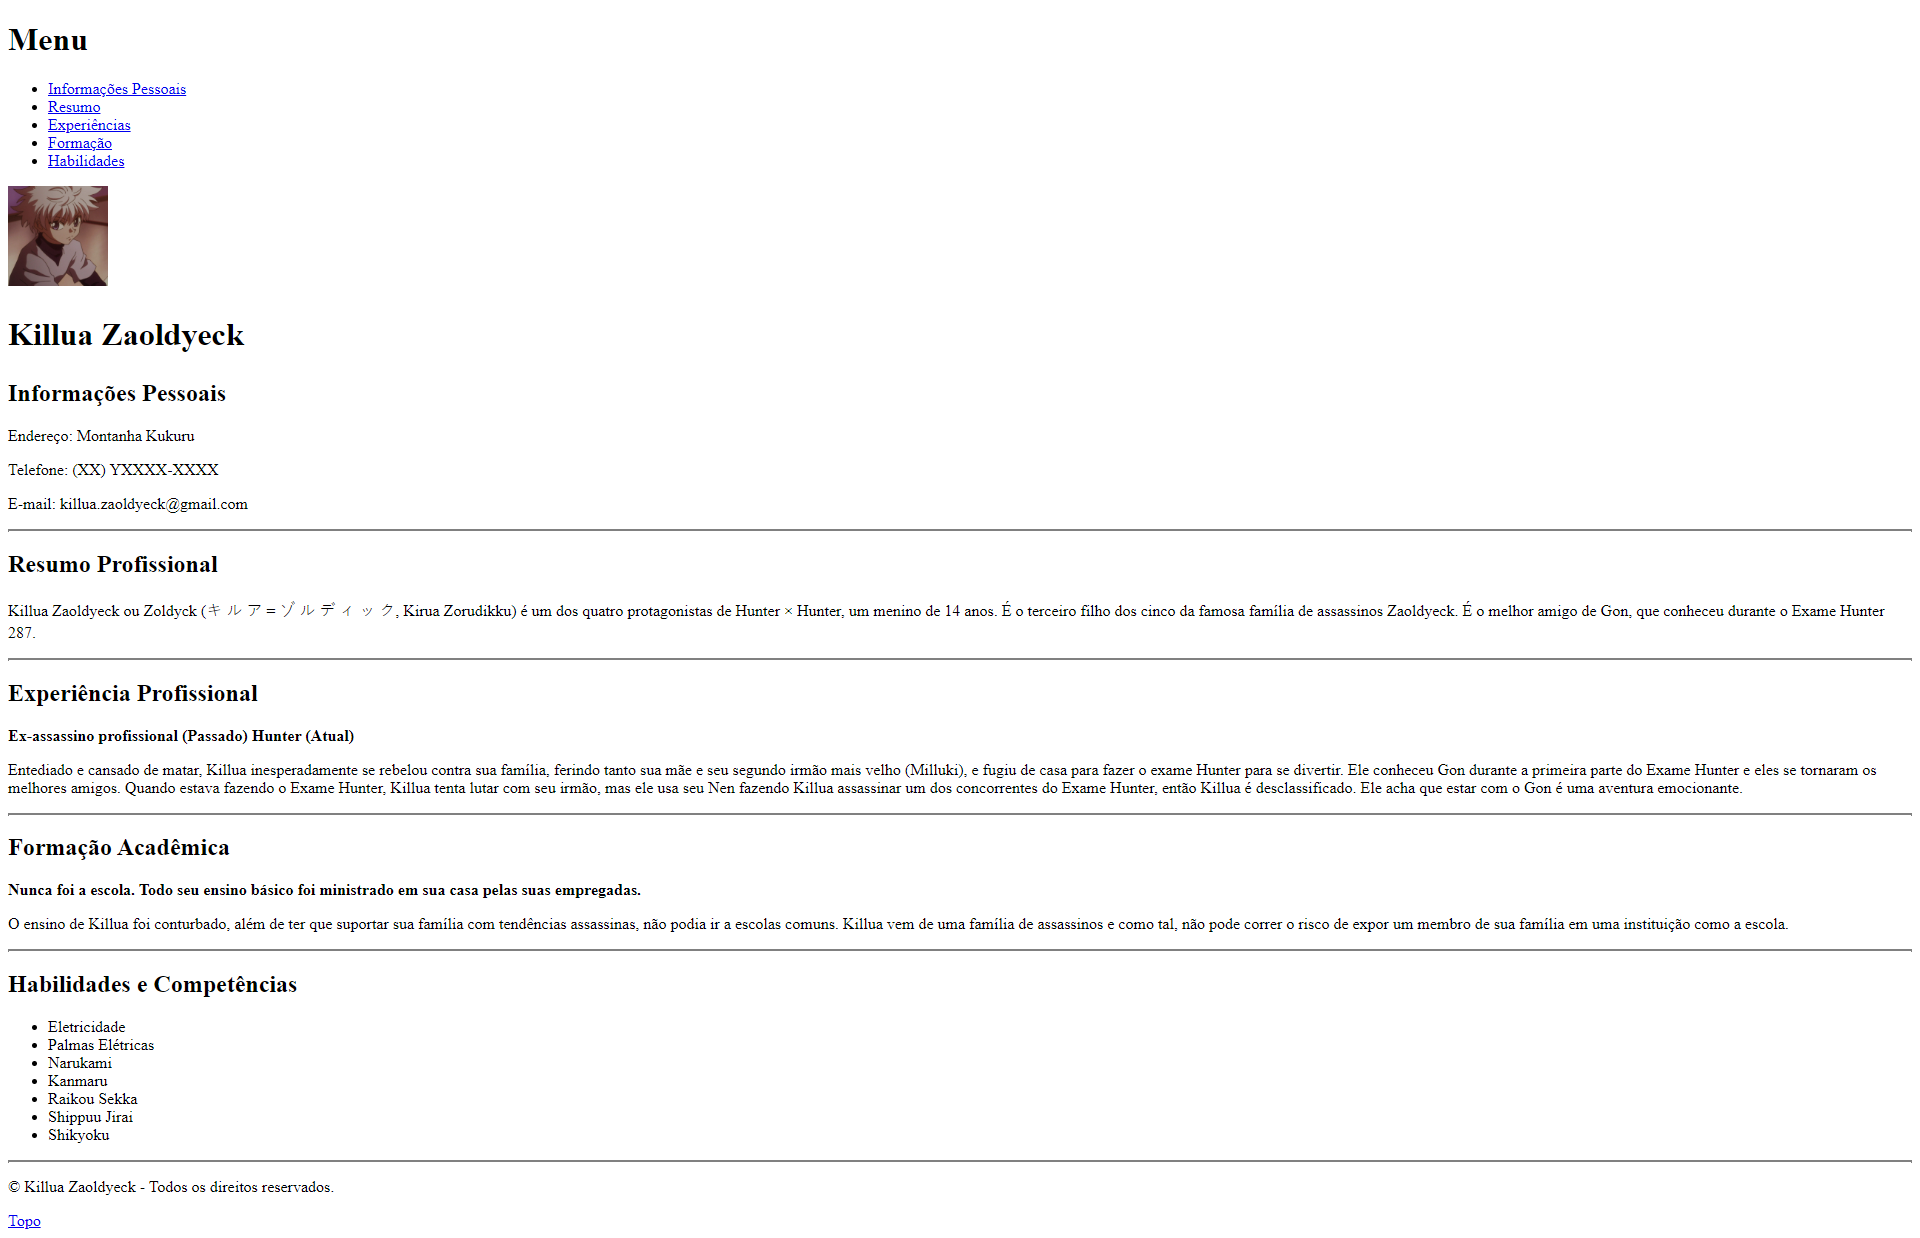 Menu
Informações Pessoais
Resumo
Experiências
Formação
Habilidades
Killua Zaoldyeck
Informações Pessoais
Endereço: Montanha Kukuru
Telefone: (XX) YXXXX-XXXX
E-mail: killua.zaoldyeck@gmail.com
Resumo Profissional
Killua Zaoldyeck ou Zoldyck (キ ル ア = ゾ ル ディ ッ ク, Kirua Zorudikku) é um dos quatro protagonistas de Hunter × Hunter, um menino de 14 anos. É o terceiro filho dos cinco da famosa família de assassinos Zaoldyeck. É o melhor amigo de Gon, que conheceu durante o Exame Hunter
287.
Experiência Profissional
Ex-assassino profissional (Passado) Hunter (Atual)
Entediado e cansado de matar, Killua inesperadamente se rebelou contra sua família, ferindo tanto sua mãe e seu segundo irmão mais velho (Milluki), e fugiu de casa para fazer o exame Hunter para se divertir. Ele conheceu Gon durante a primeira parte do Exame Hunter e eles se tornaram os
melhores amigos. Quando estava fazendo o Exame Hunter, Killua tenta lutar com seu irmão, mas ele usa seu Nen fazendo Killua assassinar um dos concorrentes do Exame Hunter, então Killua é desclassificado. Ele acha que estar com o Gon é uma aventura emocionante.
Formação Acadêmica
Nunca foi a escola. Todo seu ensino básico foi ministrado em sua casa pelas suas empregadas.
O ensino de Killua foi conturbado, além de ter que suportar sua família com tendências assassinas, não podia ir a escolas comuns. Killua vem de uma família de assassinos e como tal, não pode correr o risco de expor um membro de sua família em uma instituição como a escola.
Habilidades e Competências
Eletricidade
Palmas Elétricas
Narukami
Kanmaru
Raikou Sekka
Shippuu Jirai
Shikyoku
© Killua Zaoldyeck - Todos os direitos reservados.
Topo